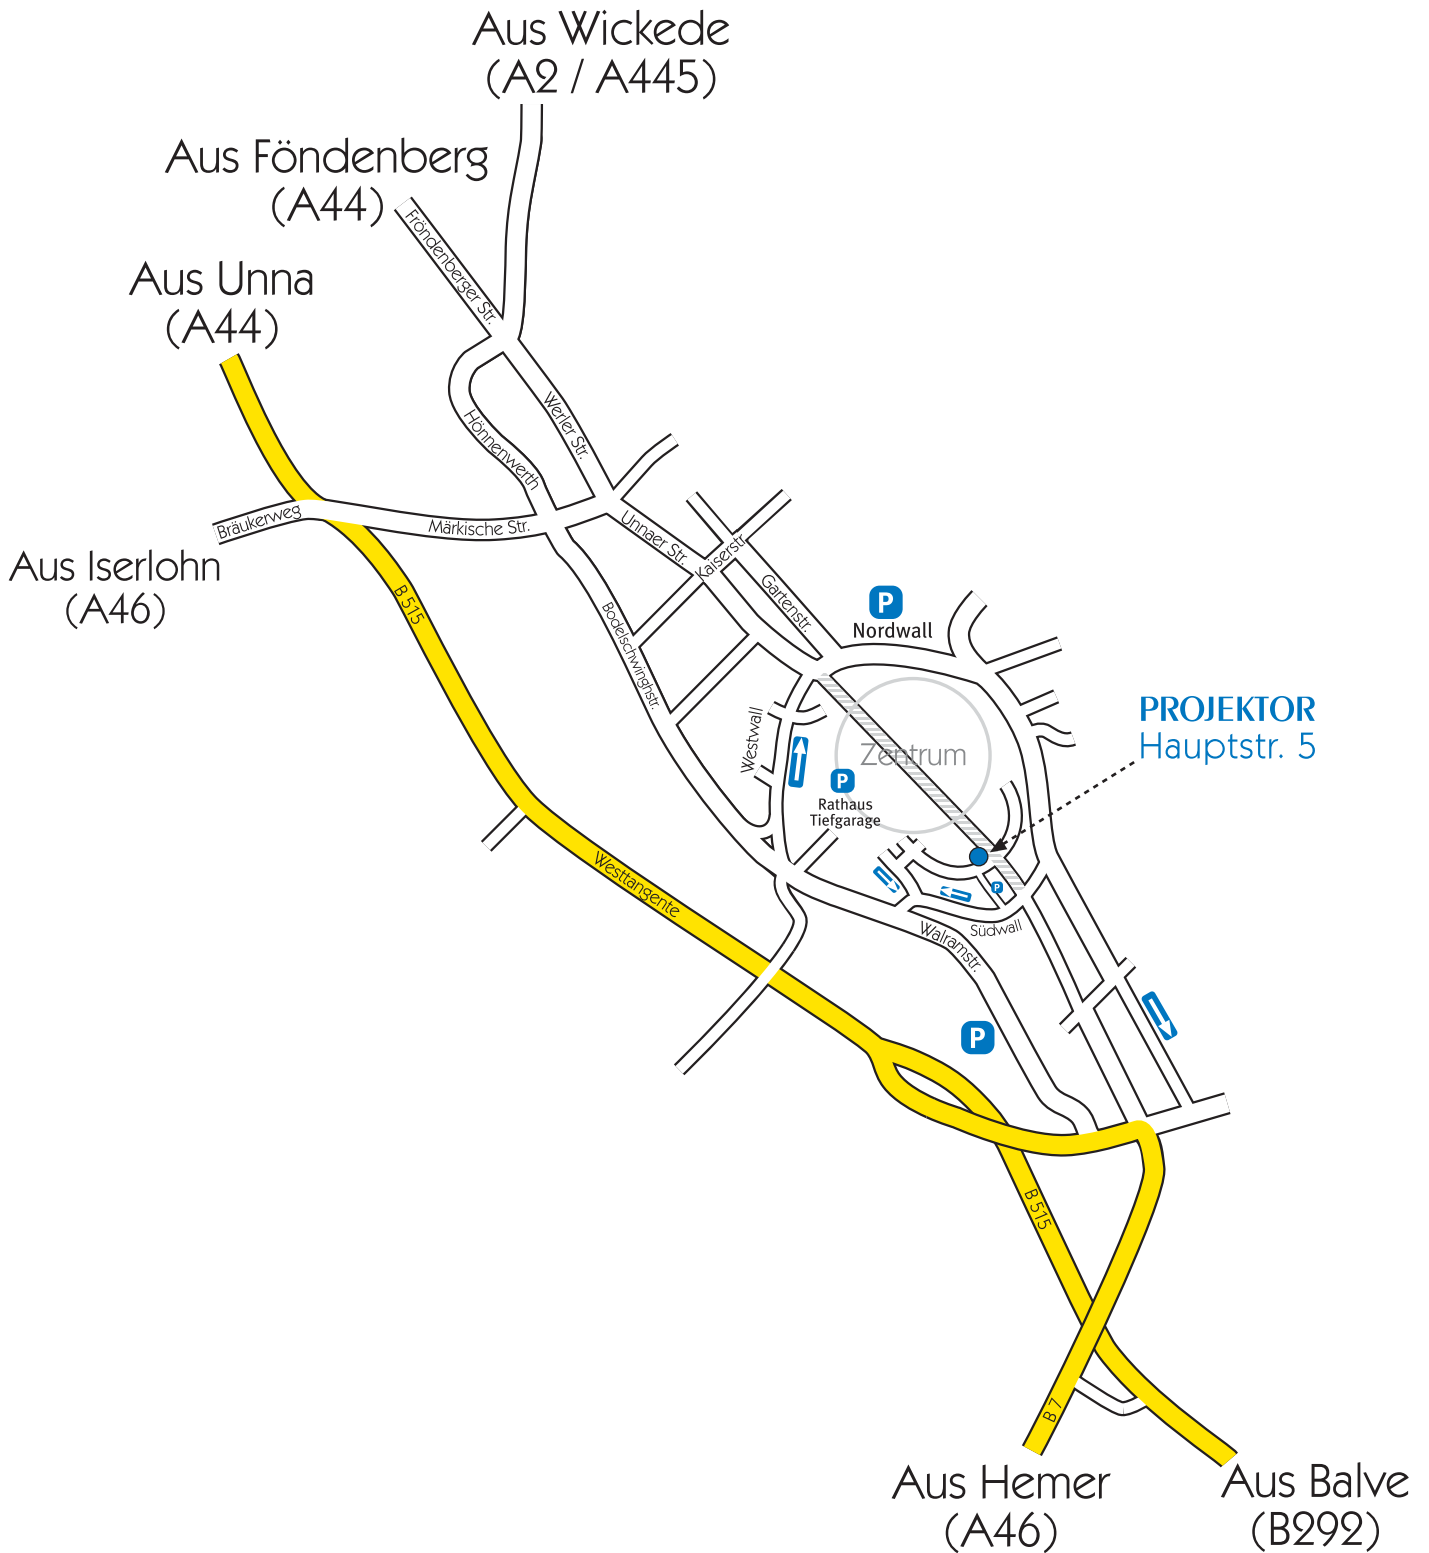 Aus Wickede
(A2 / A445)
Aus Föndenberg
(A44)
Fröndenberger Str.
Aus Unna
(A44)
Werler Str.
Hönnenwerth
Bräukerweg
Märkische Str.
Unnaer Str.
Kaiserstr.
Aus Iserlohn
(A46)
B 515
Bodelschwinghstr.
Gartenstr.
P
Nordwall
PROJEKTOR
Hauptstr. 5
Westwall
Zentrum
P
Rathaus
Tiefgarage
Westtangente
P
Walramstr.
Südwall
P
B 515
B 7
Aus Hemer
(A46)
Aus Balve
(B292)